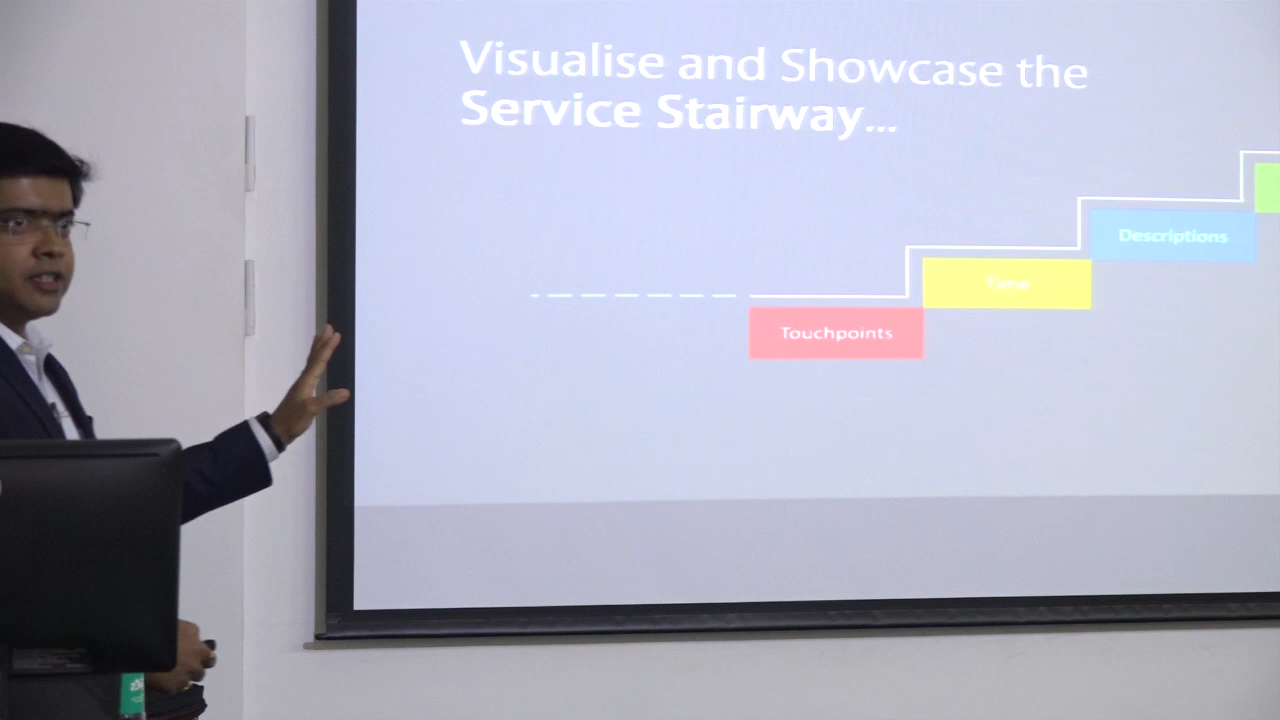 Visualise and Showcase the
Service Stairway...
Descriptions
Time
Touchpoints